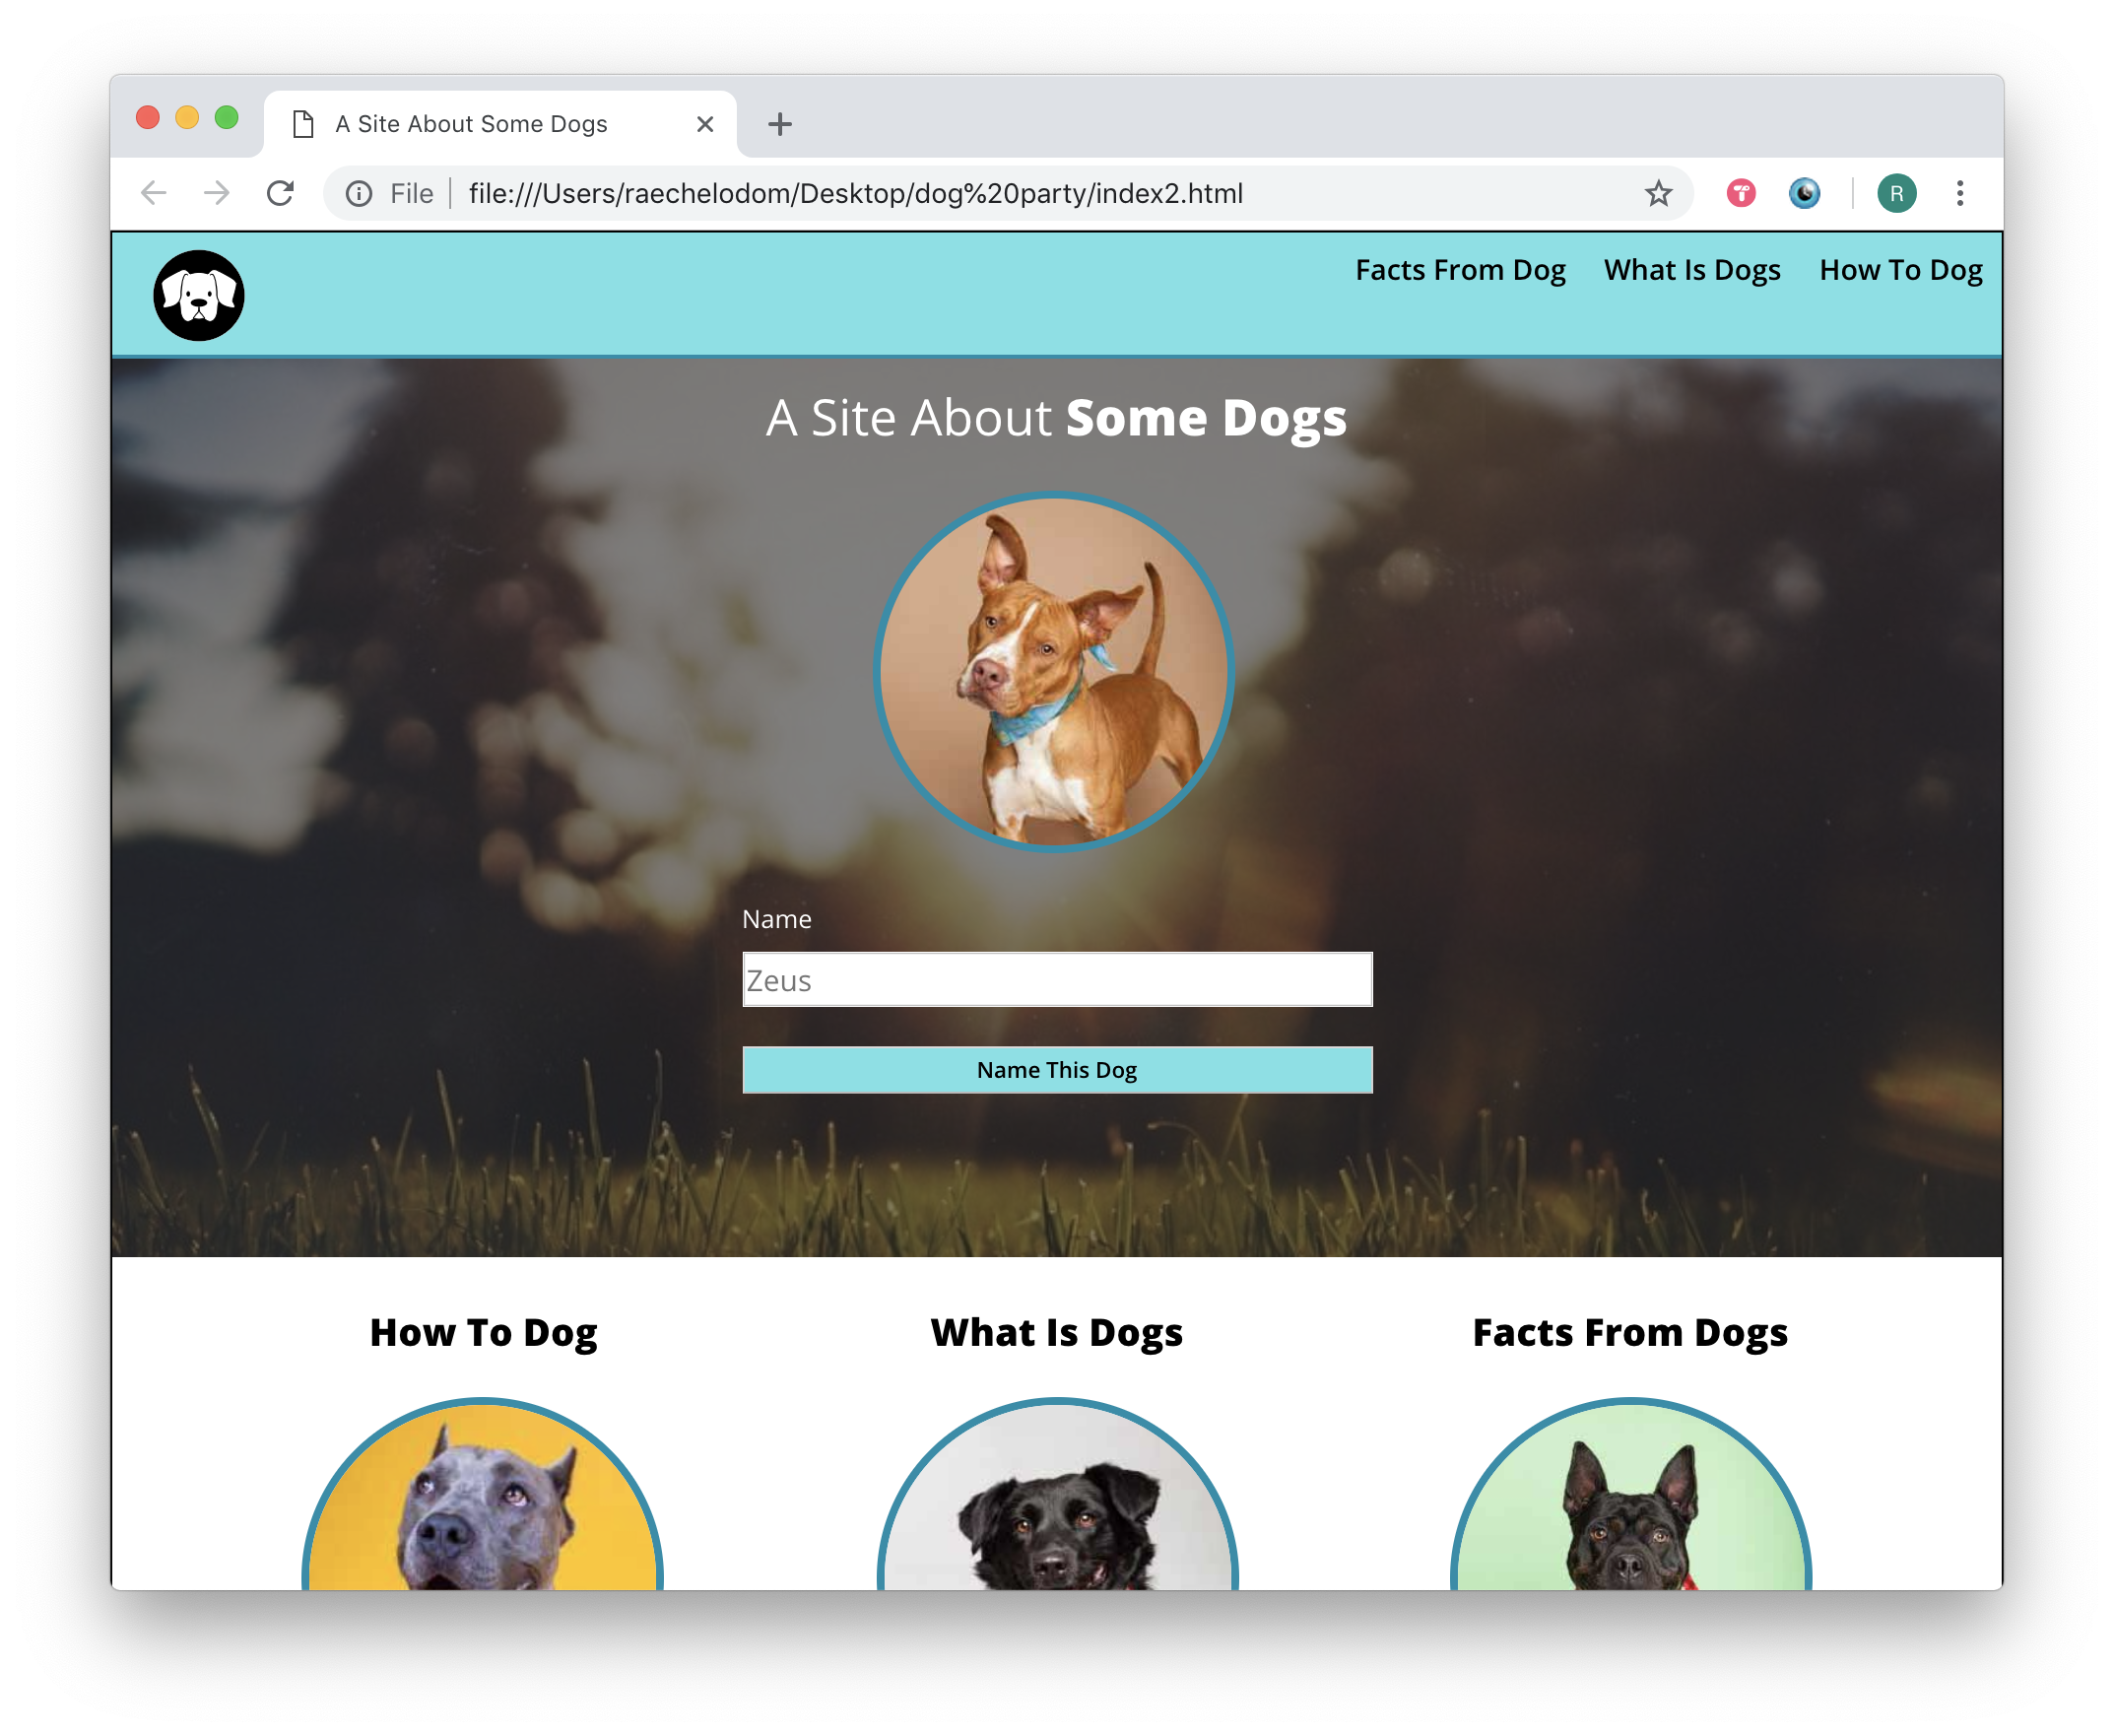 A Site About Some Dogs
File file:///Users/raechelodom/Desktop/dog%20party/index2.html R
Facts From Dog What Is Dogs How To Dog
A Site About Some Dogs
Name
Zeus
Name This Dog
How To Dog What Is Dogs Facts From Dogs